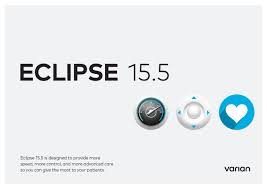 ECLIPSE 15.5
Eclipse 15.5 is designed to provide more
speed, more control, and more advanced care
so you can give the most to your patients
varian